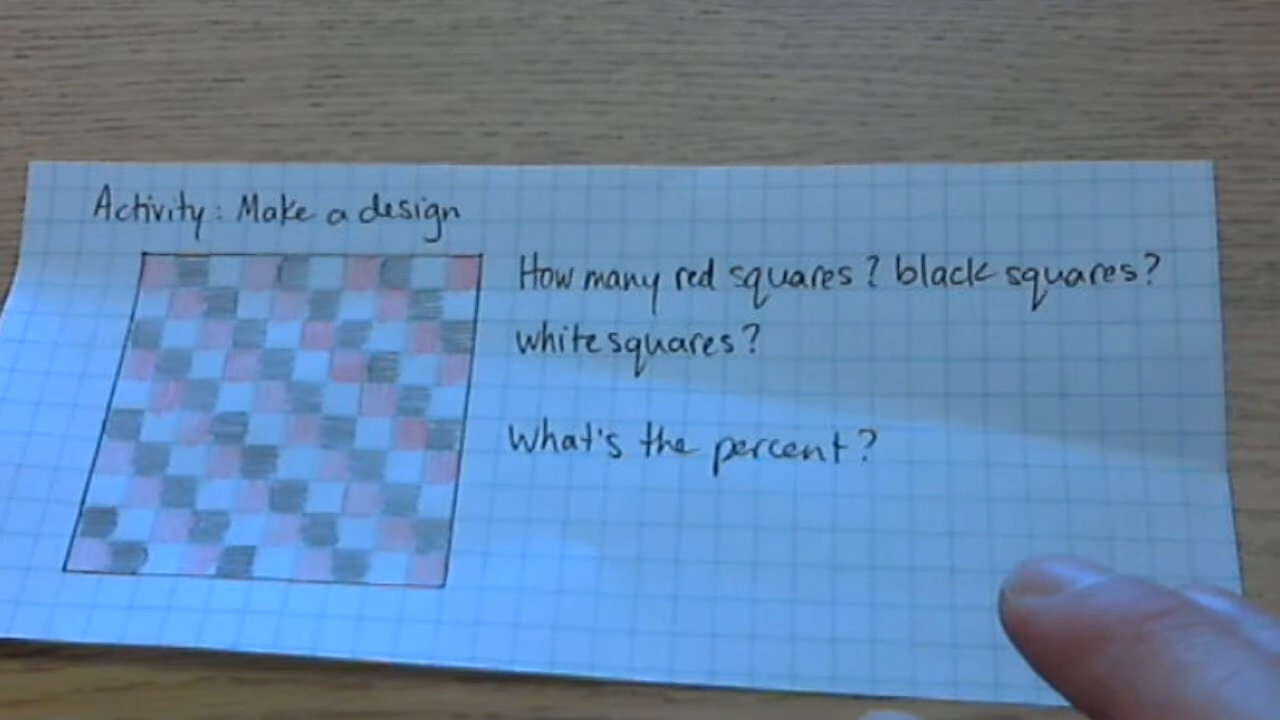 Activity: Make a design
How many red squares? black squares?
white squares?
What's the percent?